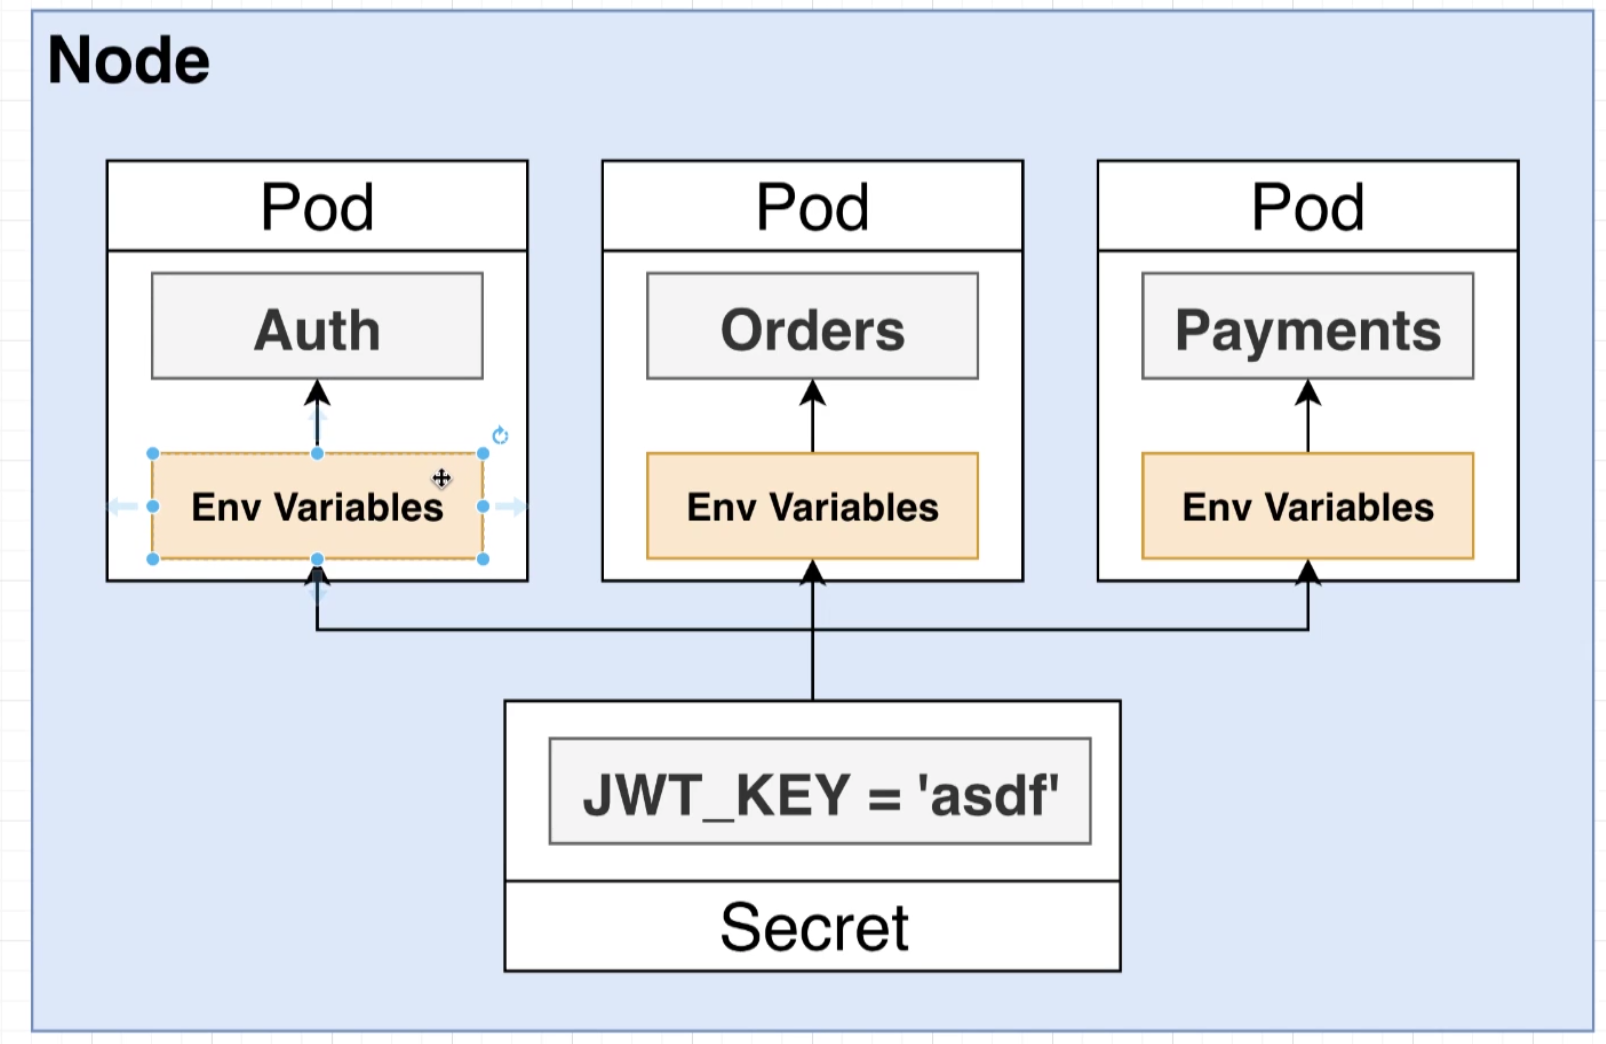 Node
Pod
Auth
Env Variables
Pod
Orders
Env Variables
Pod
Payments
Env Variables
JWT_KEY = 'asdf'
Secret